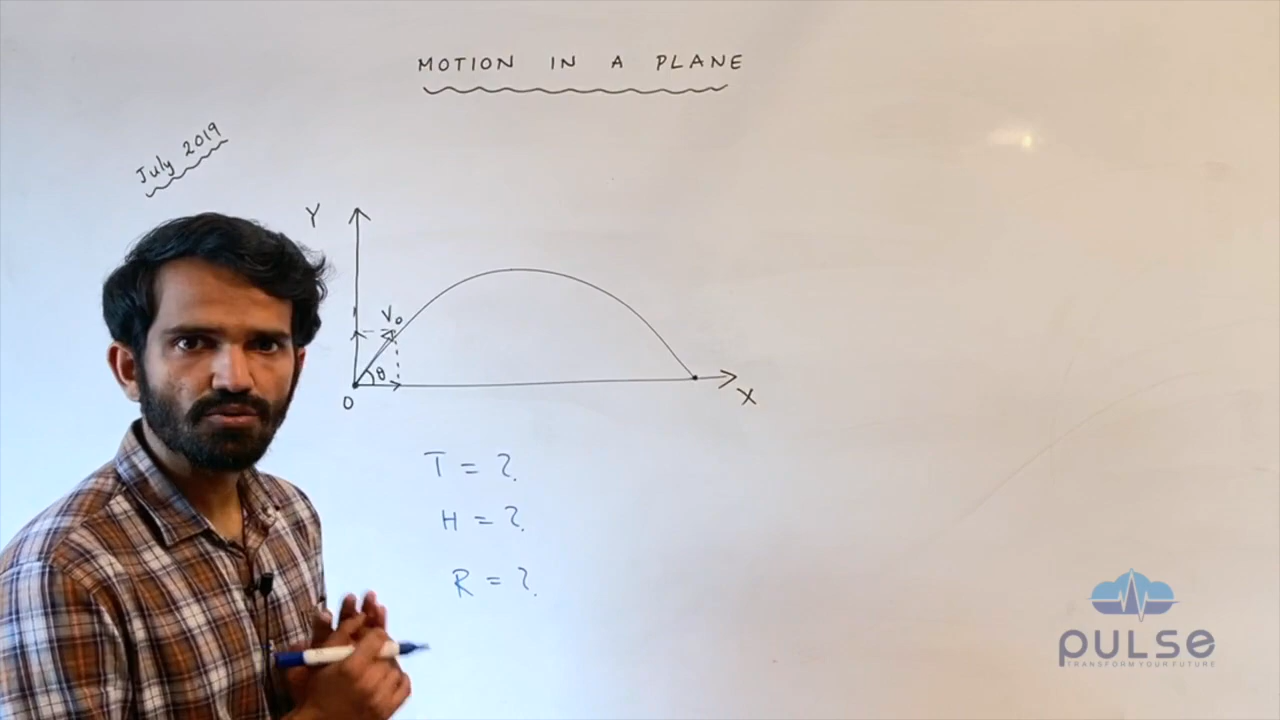 MOTION IN A PLANE
July 2019
Y
V₀
θ
O
X
T = ?
H = ?
R = ?
PULSE
TRANSFORM YOUR FUTURE